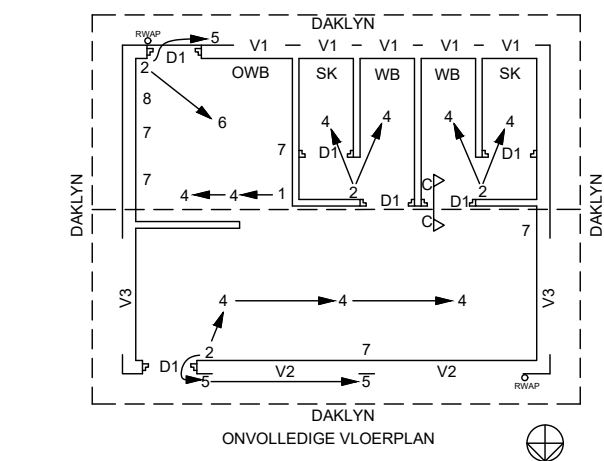 DAKLYN
RWAP
5
D1
V1 V1 V1 V1 V1
2
OWB SK WB WB SK
8
6
4 4 4 4
7
7
D1 D1
7
C
4 4 1
2 2
D1 D1
C
7
DAKLYN
DAKLYN
V3
V3
4 4 4
2
7
D1
5 5
V2 V2
RWAP
DAKLYN
ONVOLLEDIGE VLOERPLAN